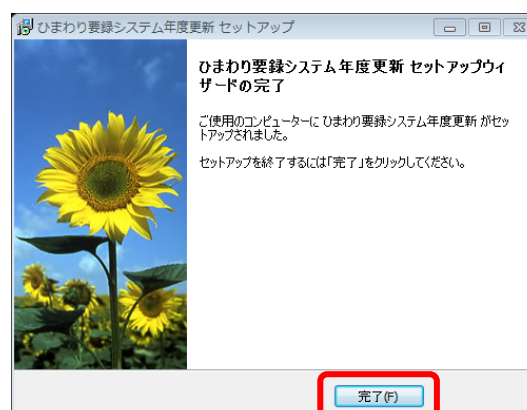 ひまわり要録システム年度更新 セットアップ
ひまわり要録システム年度更新 セットアップウィ
ザードの完了
ご使用のコンピューターに ひまわり要録システム年度更新 がセッ
トアップされました。
セットアップを終了するには「完了」をクリックしてください。
完了(F)